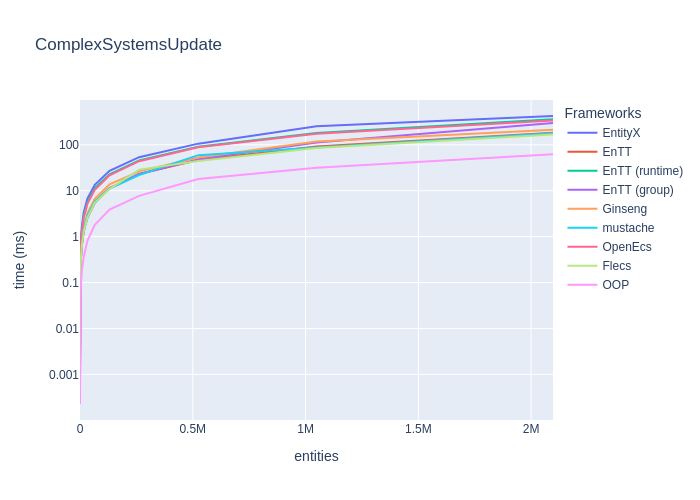 ComplexSystemsUpdate
Frameworks
EntityX
EnTT
EnTT (runtime)
EnTT (group)
Ginseng
mustache
OpenEcs
Flecs
OOP
time (ms)
100
10
1
0.1
0.01
0.001
0
0.5M
1M
1.5M
2M
entities